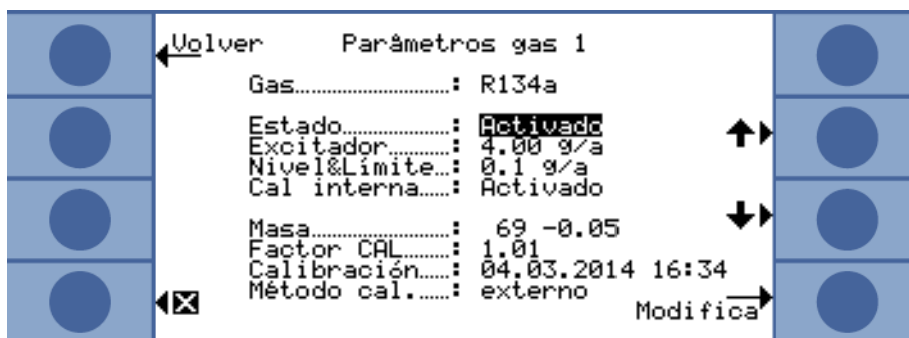 Volver Parâmetros gas 1
Gas..........................: R134a
Estado...................: Activado
Excitador...........: 4.00 g/a
Nivel&Límite..: 0.1 g/a
Cal interna......: Activado
Masa.......................: 69 -0.05
Factor CAL.......: 1.01
Calibración......: 04.03.2014 16:34
Método cal.......: externo
Modifica